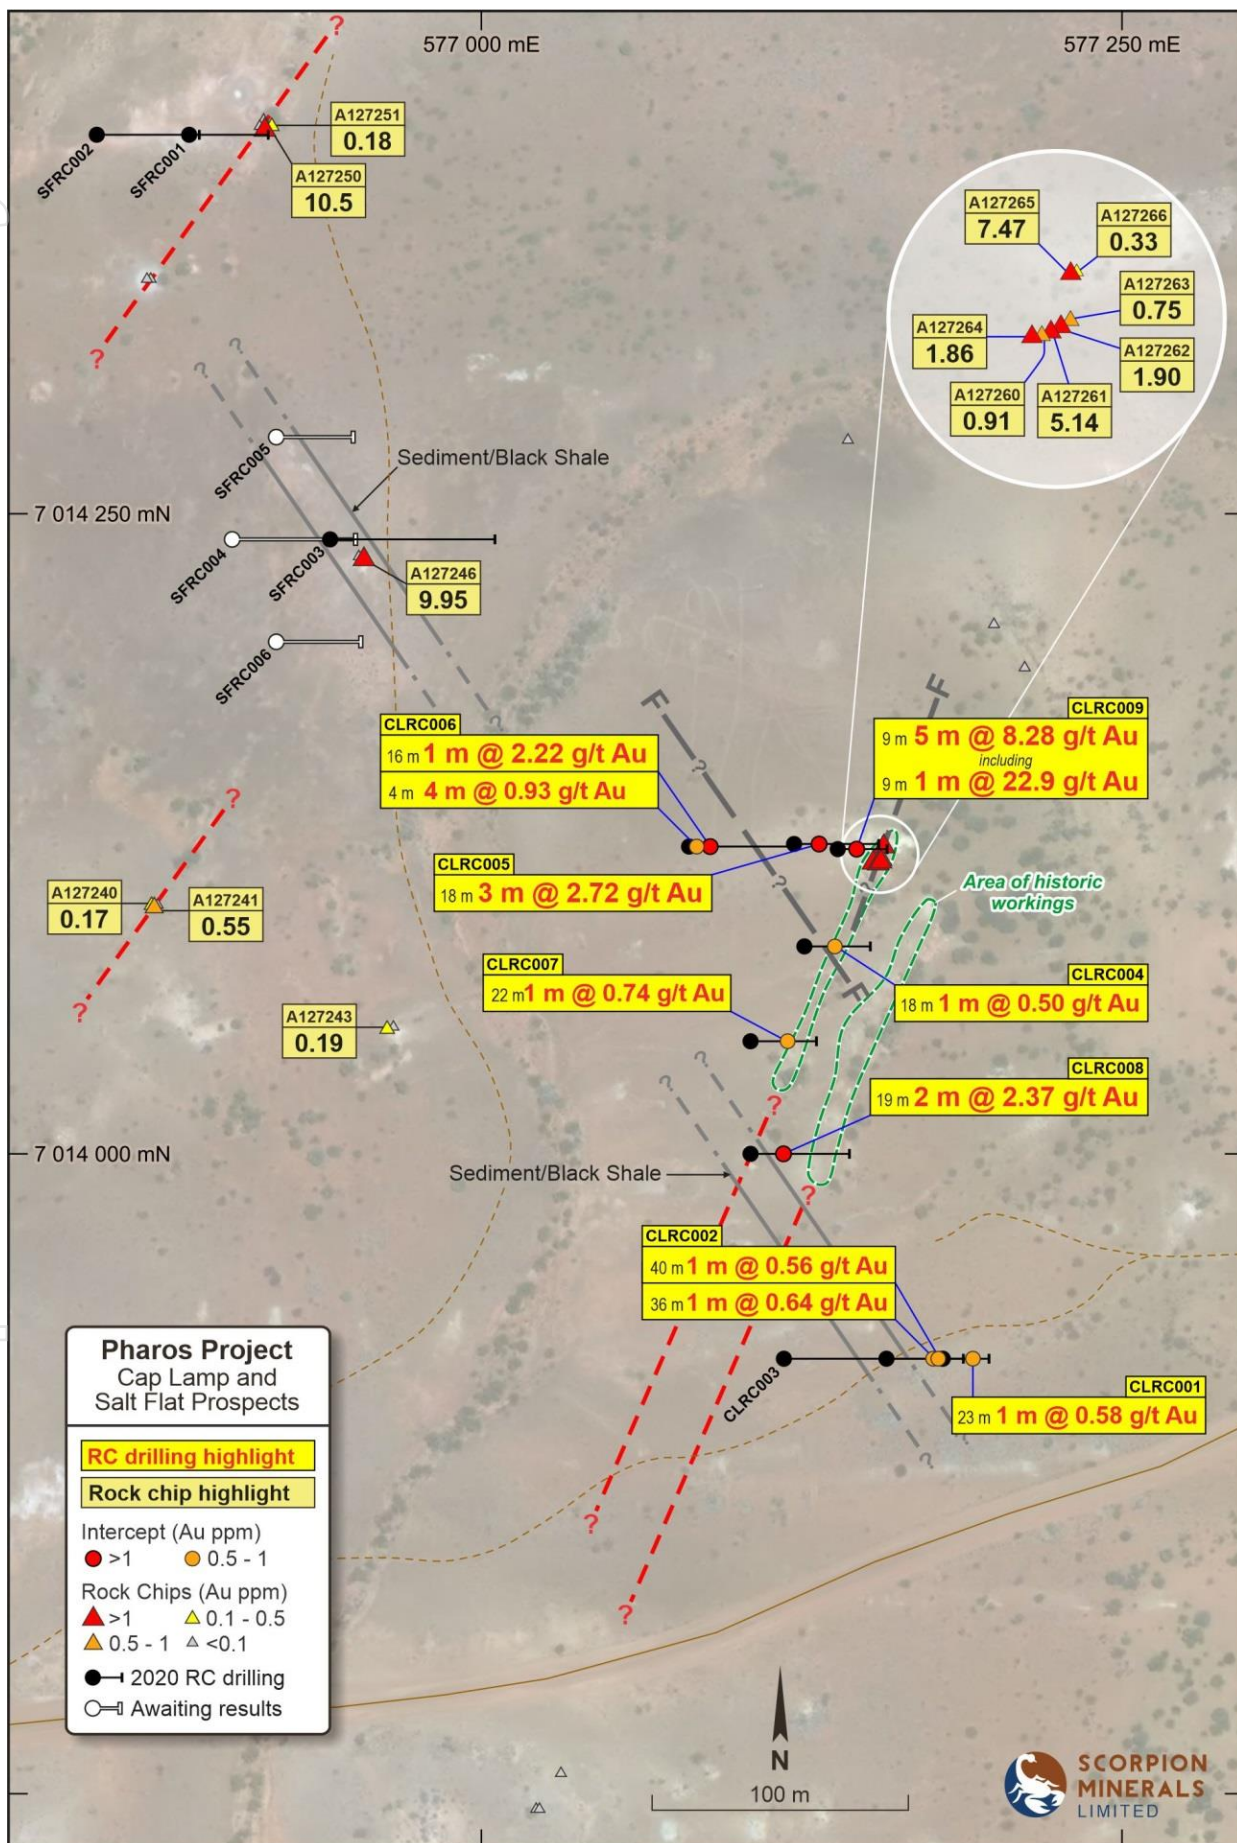 577 000 mE
577 250 mE
?
A127251
0.18
SFRC002
SFRC001
A127250
10.5
?
A127265
7.47
A127266
0.33
A127263
0.75
A127264
1.86
A127262
1.90
A127260
0.91
A127261
5.14
?
?
SFRC005
Sediment/Black Shale
7 014 250 mN
SFRC004
SFRC003
A127246
9.95
SFRC006
?
CLRC006
16 m 1 m @ 2.22 g/t Au
4 m 4 m @ 0.93 g/t Au
F
?
?
F
F
CLRC009
9 m 5 m @ 8.28 g/t Au
including
9 m 1 m @ 22.9 g/t Au
CLRC005
18 m 3 m @ 2.72 g/t Au
Area of historic
workings
?
A127240
0.17
A127241
0.55
?
CLRC007
22 m 1 m @ 0.74 g/t Au
CLRC004
18 m 1 m @ 0.50 g/t Au
A127243
0.19
?
?
?
CLRC008
19 m 2 m @ 2.37 g/t Au
7 014 000 mN
Sediment/Black Shale
?
CLRC002
40 m 1 m @ 0.56 g/t Au
36 m 1 m @ 0.64 g/t Au
CLRC003
CLRC001
23 m 1 m @ 0.58 g/t Au
?
?
?
Pharos Project
Cap Lamp and
Salt Flat Prospects
RC drilling highlight
Rock chip highlight
Intercept (Au ppm)
>1
0.5 - 1
Rock Chips (Au ppm)
>1
0.1 - 0.5
0.5 - 1
<0.1
2020 RC drilling
Awaiting results
N
100 m
SCORPION
MINERALS
LIMITED